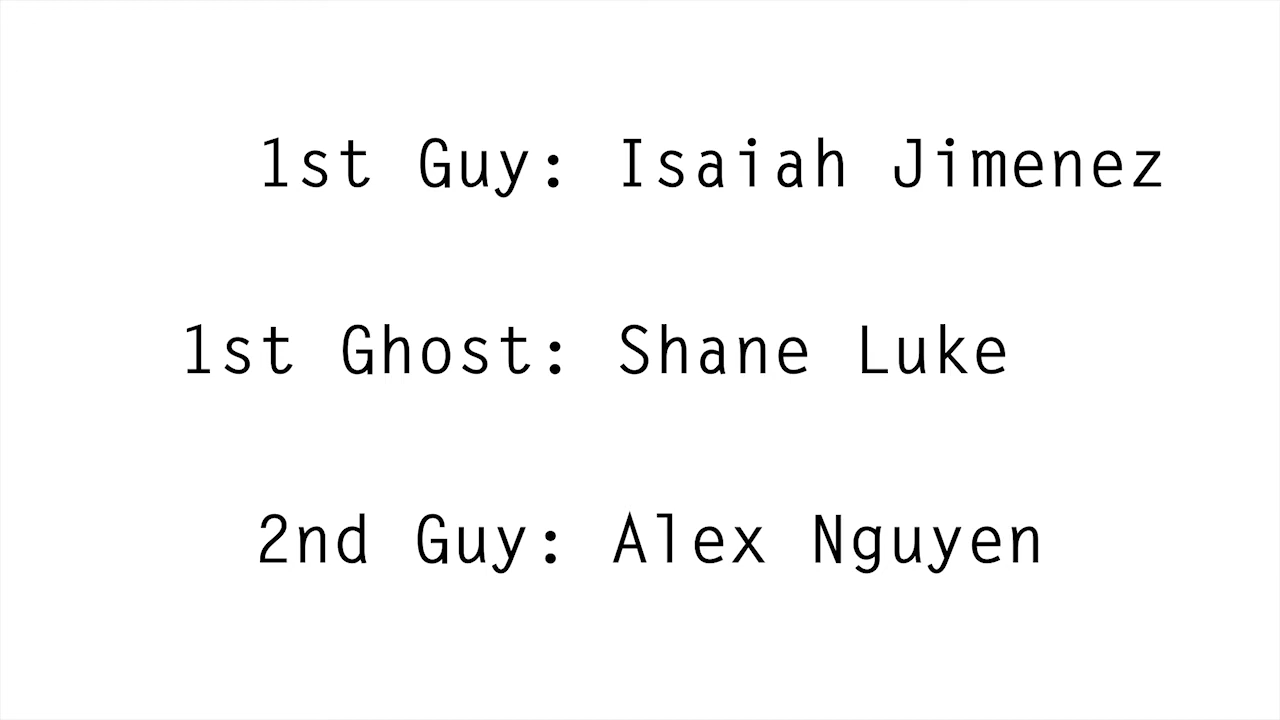 1st Guy: Isaiah Jimenez
1st Ghost: Shane Luke
2nd Guy: Alex Nguyen